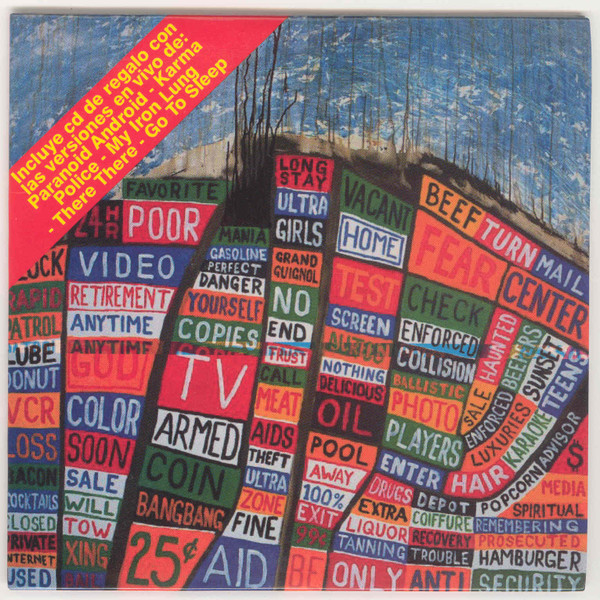 Incluye cd de regalo con
las versiones en vivo de:
Paranoid Android - Karma
Police - Mny Iron Lung
- There There - Go To Sleep
FAVORITE
24 HR
POOR
VIDEO
RETIREMENT
ANYTIME
ANYTIME
GOD
COLOR
SOON
SALE
WILL
TOW
XING
RAPID
PATROL
LUBE
DONUT
VCR
LOSS
BACON
COCKTAILS
CLOSED
PRIVATE
INTERNET
USED
MANIA
GASOLINE
PERFECT
DANGER
YOURSELF
COPIES
TV
ARMED
COIN
BANGBANG
25¢
LONG
STAY
ULTRA
GIRLS
GRAND
GUIGNOL
NO
END
TRUST
CALL
MEAT
AIDS
THEFT
ULTRA
ZONE
FINE
AID
VACANT
HOME
TEST
SCREEN
NOTHING
DELICIOUS
OIL
POOL
AWAY
100%
EXIT
99¢
BE
BEEF
TURN
MAIL
FEAR
CENTER
CHECK
ENFORCED
COLLISION
BALLISTIC
PHOTO
PLAYERS
ENTER
HAIR
SALE
HAUNTED
ENFORCED
BEEPERS
LUXURIES
SUNSET
KARAOKE
TEENS
POPCORN
ADVISOR
$
DRUGS
EXTRA
LIQUOR
TANNING
ONLY
DEPOT
COIFFURE
RECOVERY
TROUBLE
ANTI
MEDIA
SPIRITUAL
REMEMBERING
PROSECUTED
HAMBURGER
SECURITY